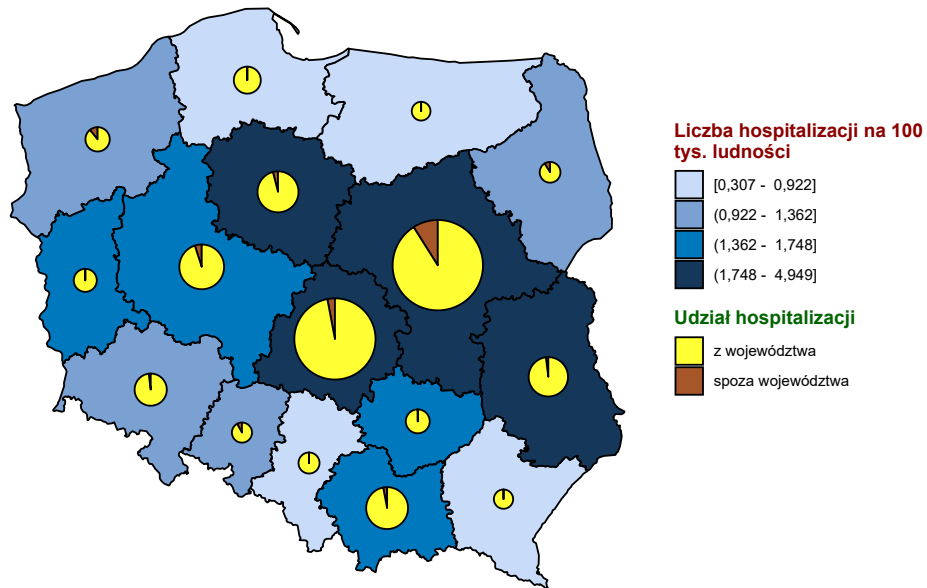 Liczba hospitalizacji na 100
tys. ludności
[0,307 - 0,922]
(0,922 - 1,362]
(1,362 - 1,748]
(1,748 - 4,949]
Udział hospitalizacji
z województwa
spoza województwa